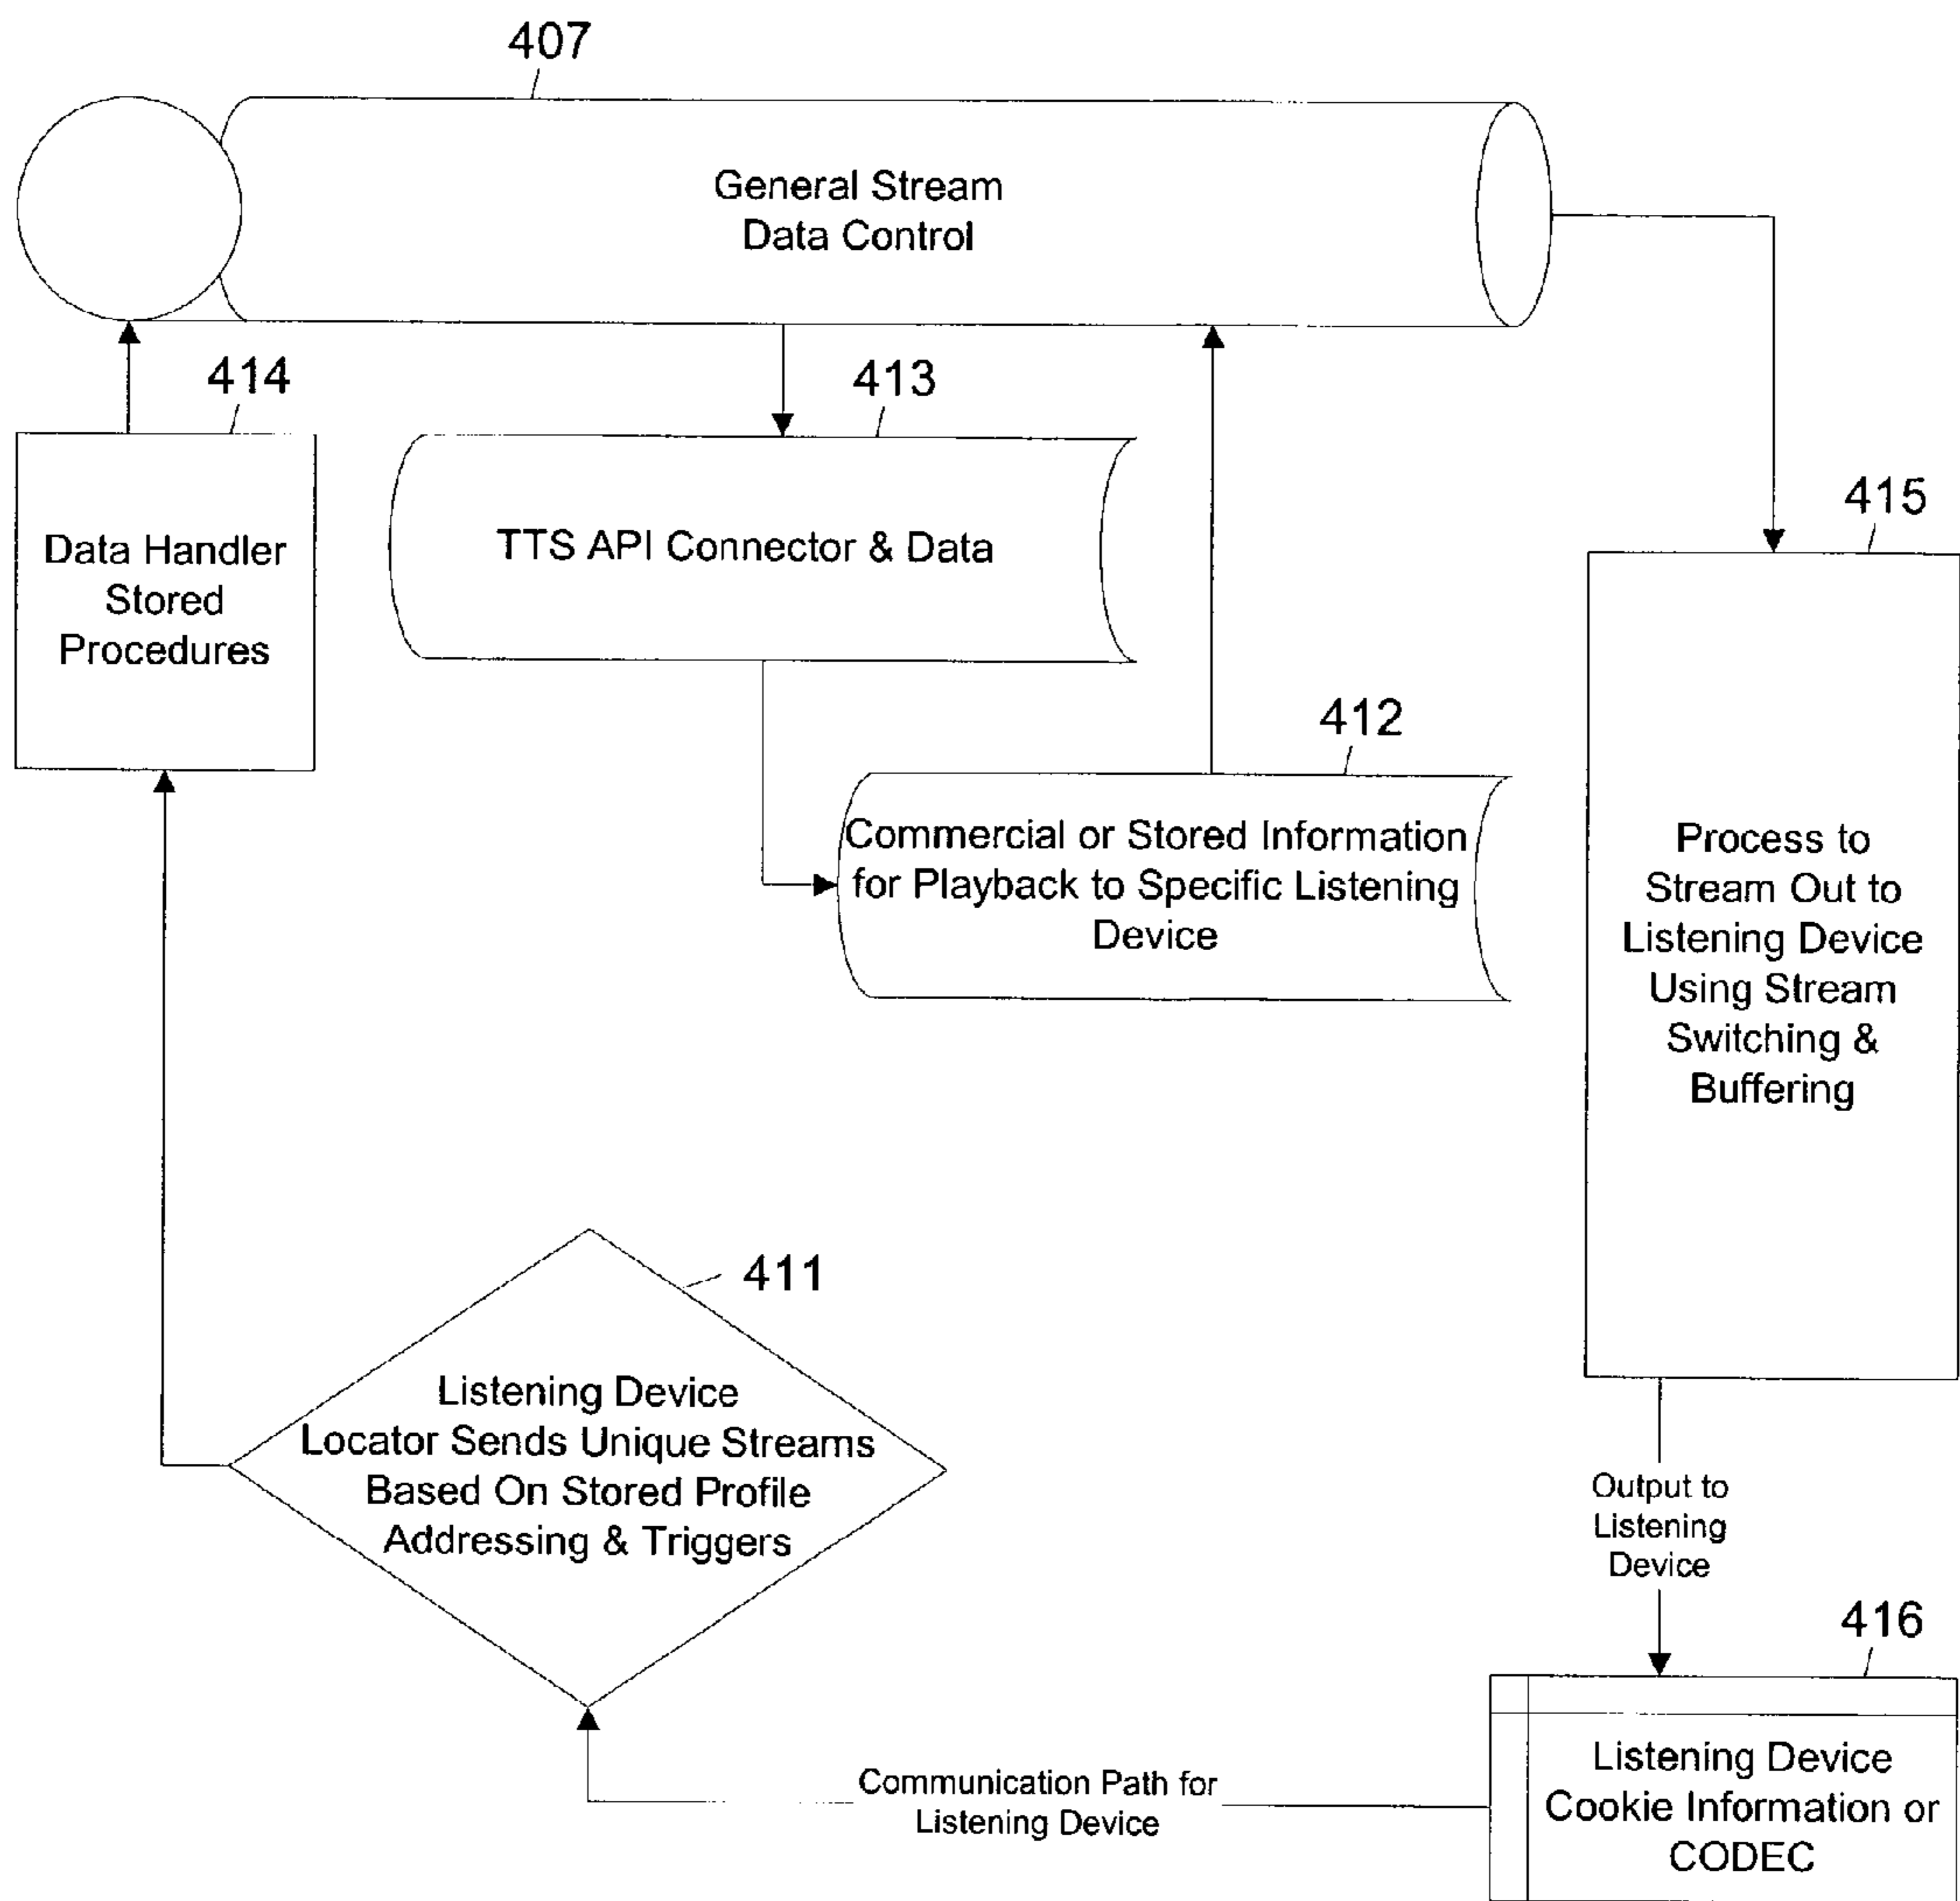 407
General Stream
Data Control
414
413
415
Data Handler
Stored
Procedures
TTS API Connector & Data
412
Commercial or Stored Information
for Playback to Specific Listening
Device
Process to
Stream Out to
Listening Device
Using Stream
Switching &
Buffering
411
Listening Device
Locator Sends Unique Streams
Based On Stored Profile
Addressing & Triggers
Output to
Listening
Device
416
Communication Path for
Listening Device
Listening Device
Cookie Information or
CODEC